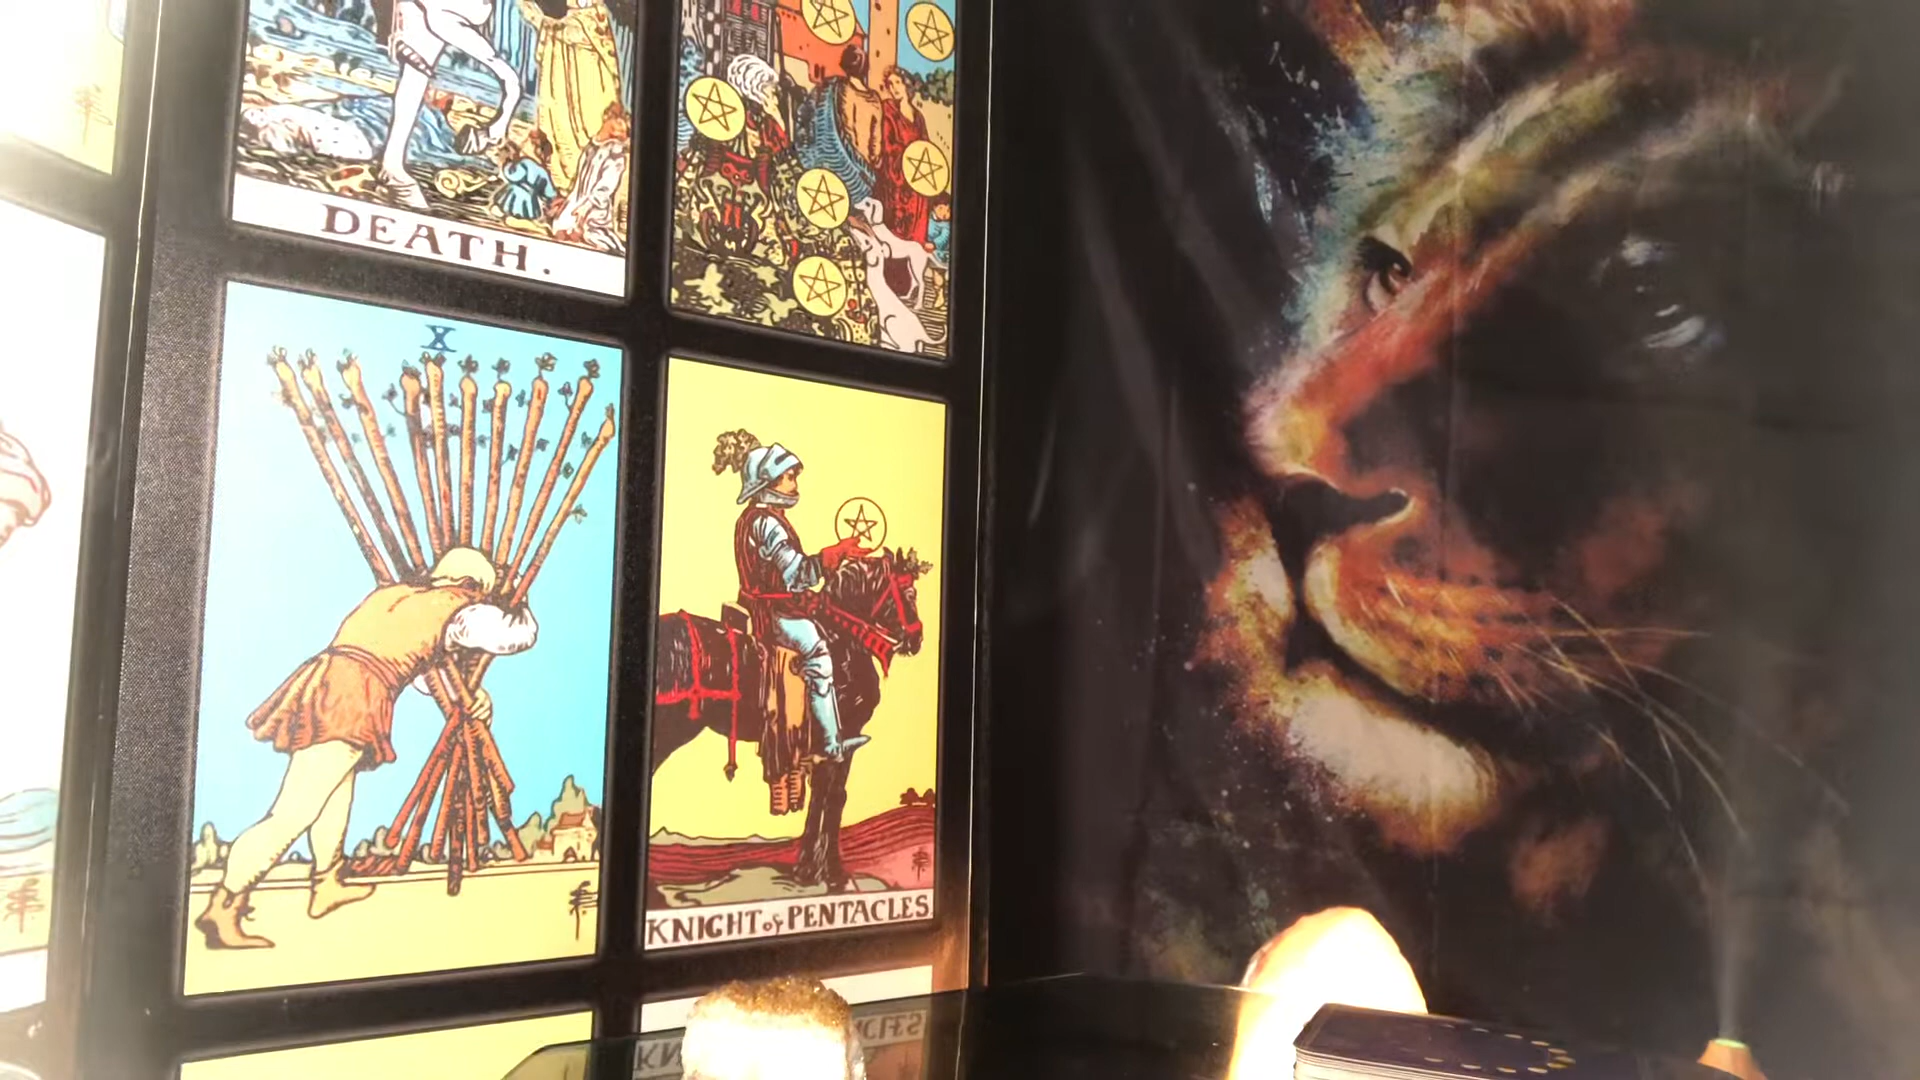 DEATH.
X
KNIGHT of PENTACLES.